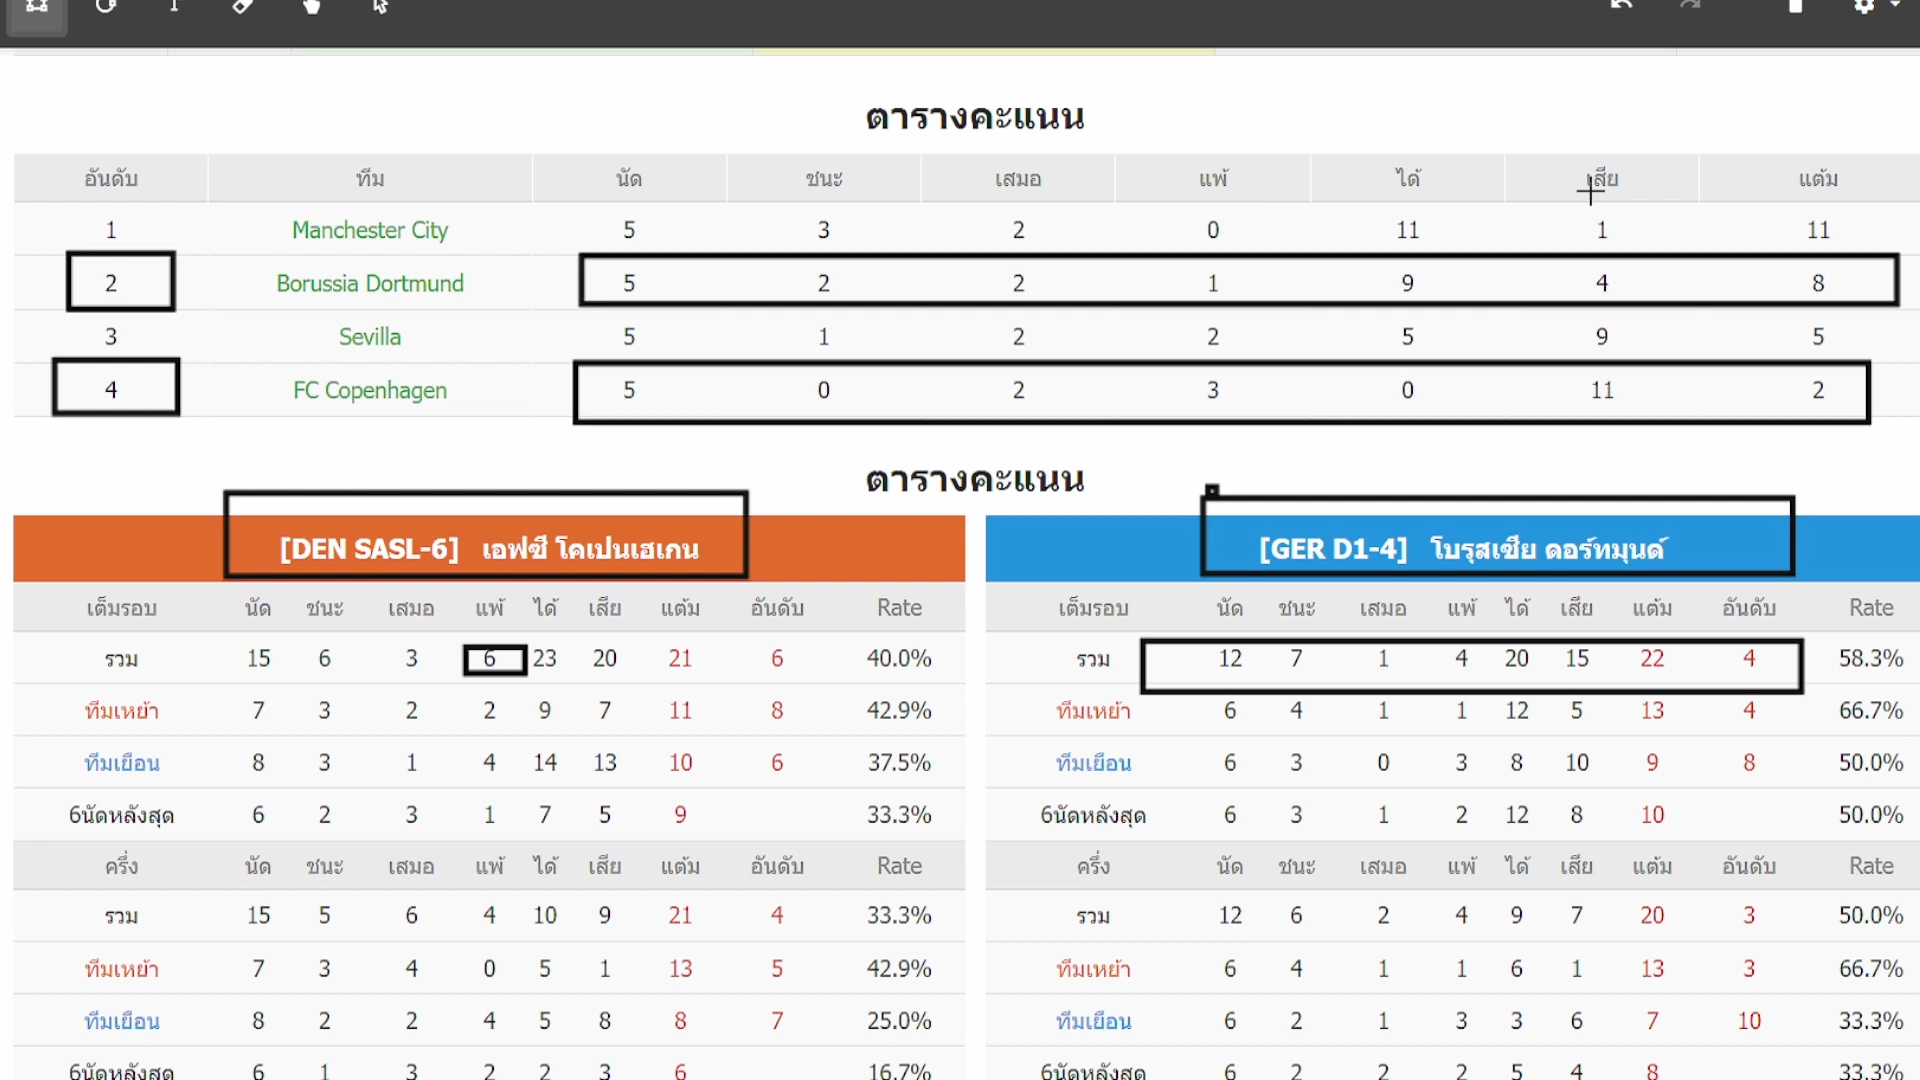 ตารางคะแนน
อันดับ ทีม นัด ชนะ เสมอ แพ้ ได้ เสีย แต้ม
1 Manchester City 5 3 2 0 11 1 11
2 Borussia Dortmund 5 2 2 1 9 4 8
3 Sevilla 5 1 2 2 5 9 5
4 FC Copenhagen 5 0 2 3 0 11 2
ตารางคะแนน
[DEN SASL-6] เอฟซี โคเปนเฮเกน
เต็มรอบ นัด ชนะ เสมอ แพ้ ได้ เสีย แต้ม อันดับ Rate
รวม 15 6 3 6 23 20 21 6 40.0%
ทีมเหย้า 7 3 2 2 9 7 11 8 42.9%
ทีมเยือน 8 3 1 4 14 13 10 6 37.5%
6นัดหลังสุด 6 2 3 1 7 5 9 33.3%
ครึ่ง นัด ชนะ เสมอ แพ้ ได้ เสีย แต้ม อันดับ Rate
รวม 15 5 6 4 10 9 21 4 33.3%
ทีมเหย้า 7 3 4 0 5 1 13 5 42.9%
ทีมเยือน 8 2 2 4 5 8 8 7 25.0%
6นัดหลังสุด 6 1 3 2 2 3 6 16.7%
[GER D1-4] โบรุสเซีย ดอร์ทมุนด์
เต็มรอบ นัด ชนะ เสมอ แพ้ ได้ เสีย แต้ม อันดับ Rate
รวม 12 7 1 4 20 15 22 4 58.3%
ทีมเหย้า 6 4 1 1 12 5 13 4 66.7%
ทีมเยือน 6 3 0 3 8 10 9 8 50.0%
6นัดหลังสุด 6 3 1 2 12 8 10 50.0%
ครึ่ง นัด ชนะ เสมอ แพ้ ได้ เสีย แต้ม อันดับ Rate
รวม 12 6 2 4 9 7 20 3 50.0%
ทีมเหย้า 6 4 1 1 6 1 13 3 66.7%
ทีมเยือน 6 2 1 3 3 6 7 10 33.3%
6นัดหลังสุด 6 2 2 2 5 4 8 33.3%